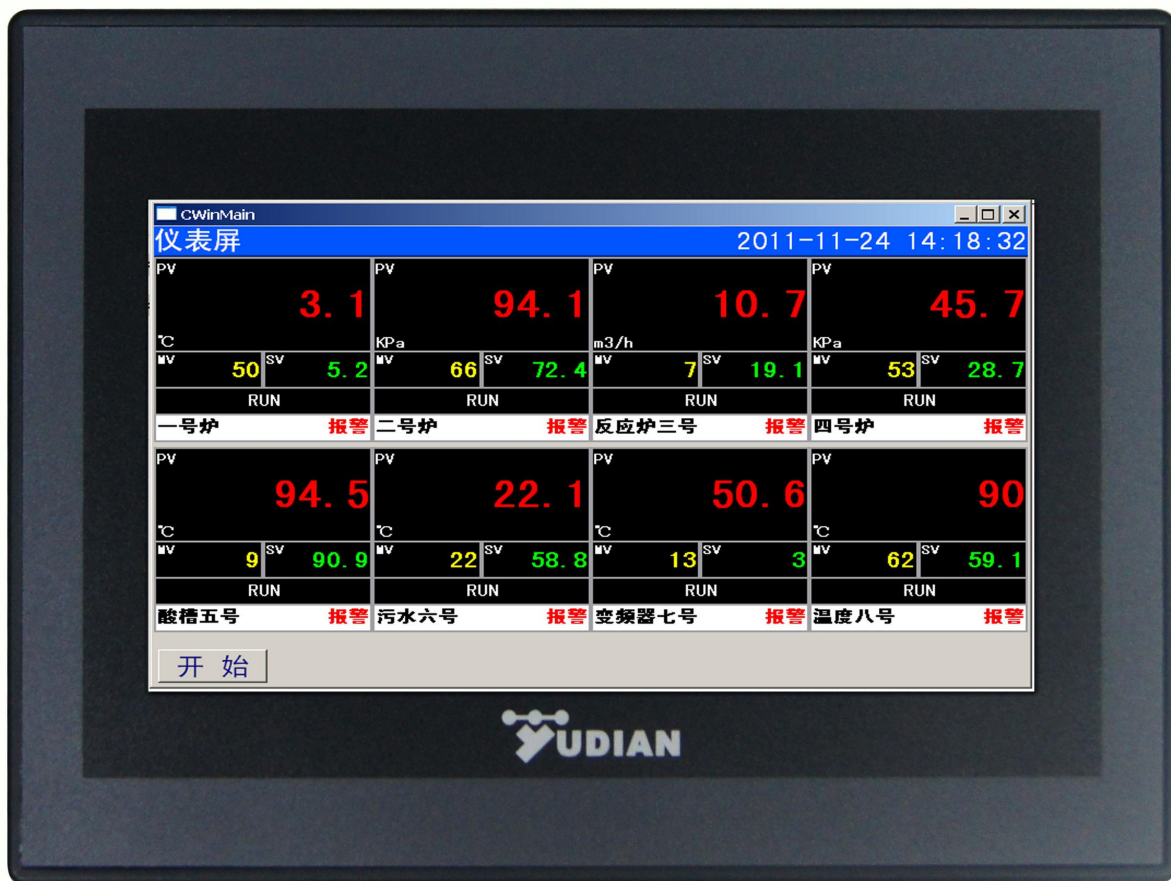 CWinMain
仪表屏 2011-11-24 14:18:32
PV PV PV PV
3.1 94.1 10.7 45.7
℃ KPa m3/h KPa
MV 50 SV 5.2 MV 66 SV 72.4 MV 7 SV 19.1 MV 53 SV 28.7
RUN RUN RUN RUN
一号炉 报警 二号炉 报警 反应炉三号 报警 四号炉 报警
PV PV PV PV
94.5 22.1 50.6 90
℃ ℃ ℃ ℃
MV 9 SV 90.9 MV 22 SV 58.8 MV 13 SV 3 MV 62 SV 59.1
RUN RUN RUN RUN
酸槽五号 报警 污水六号 报警 变频器七号 报警 温度八号 报警
开 始
YUDIAN